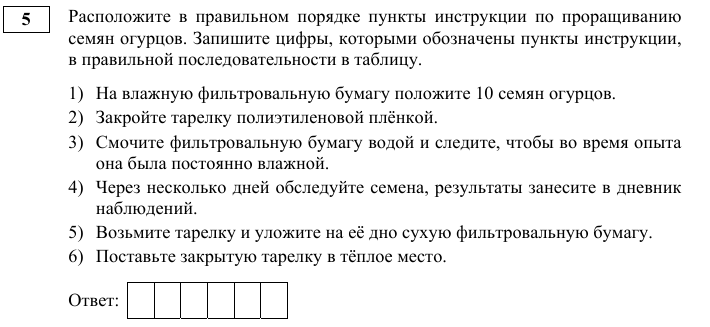 5
Расположите в правильном порядке пункты инструкции по проращиванию
семян огурцов. Запишите цифры, которыми обозначены пункты инструкции,
в правильной последовательности в таблицу.
1) На влажную фильтровальную бумагу положите 10 семян огурцов.
2) Закройте тарелку полиэтиленовой плёнкой.
3) Смочите фильтровальную бумагу водой и следите, чтобы во время опыта
она была постоянно влажной.
4) Через несколько дней обследуйте семена, результаты занесите в дневник
наблюдений.
5) Возьмите тарелку и уложите на её дно сухую фильтровальную бумагу.
6) Поставьте закрытую тарелку в тёплое место.
Ответ: